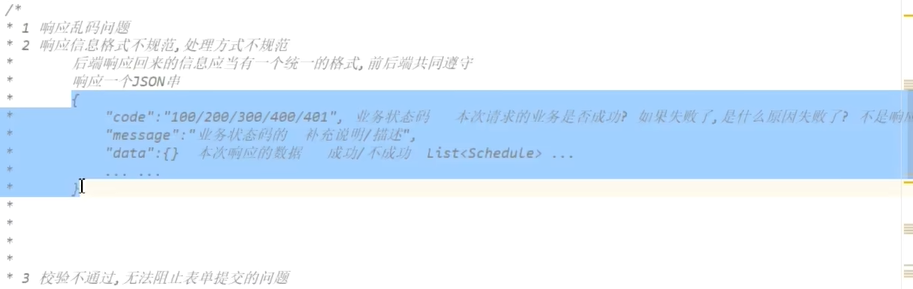 /*
* 1 响应乱码问题
* 2 响应信息格式不规范,处理方式不规范
* 后端响应回来的信息应当有一个统一的格式,前后端共同遵守
* 响应一个JSON串
* {
* "code":"100/200/300/400/401", 业务状态码 本次请求的业务是否成功? 如果失败了,是什么原因失败了? 不是响应
* "message":"业务状态码的 补充说明/描述",
* "data":{} 本次响应的数据 成功/不成功 List<Schedule> ...
* ... ...
* }
*
*
*
*
* 3 校验不通过,无法阻止表单提交的问题